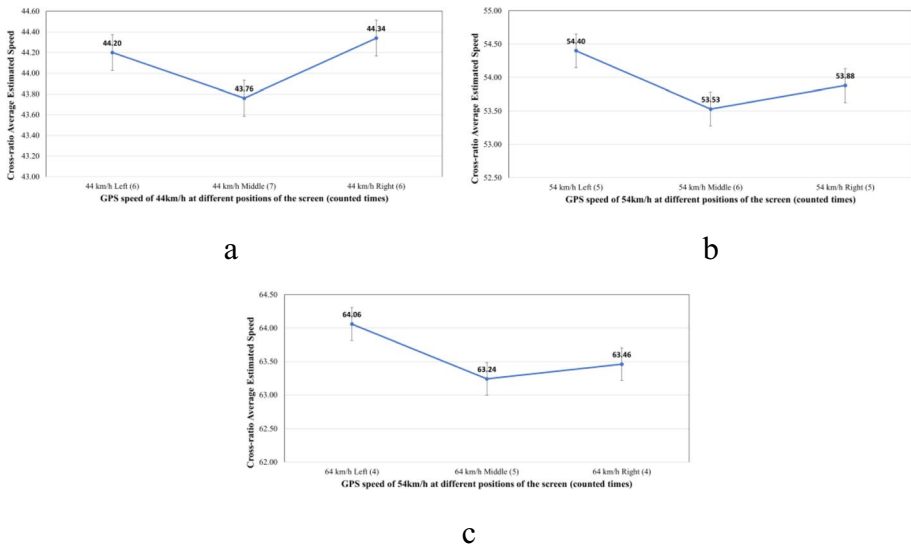 44.60
44.40
44.20
44.00
43.80
43.60
43.40
43.20
43.00
Cross-ratio Average Estimated Speed
44.20
43.76
44.34
44 km/h Left (6)
44 km/h Middle (7)
44 km/h Right (6)
GPS speed of 44km/h at different positions of the screen (counted times)
a
55.00
54.50
54.00
53.50
53.00
52.50
Cross-ratio Average Estimated Speed
54.40
53.53
53.88
54 km/h Left (5)
54 km/h Middle (6)
54 km/h Right (5)
GPS speed of 54km/h at different positions of the screen (counted times)
b
64.50
64.00
63.50
63.00
62.50
62.00
Cross-ratio Average Estimated Speed
64.06
63.24
63.46
64 km/h Left (4)
64 km/h Middle (5)
64 km/h Right (4)
GPS speed of 54km/h at different positions of the screen (counted times)
c